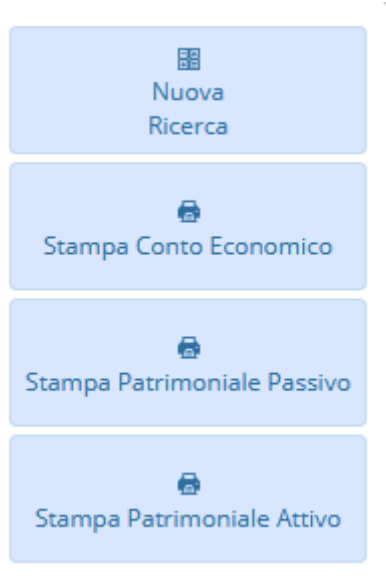 Nuova
Ricerca
Stampa Conto Economico
Stampa Patrimoniale Passivo
Stampa Patrimoniale Attivo